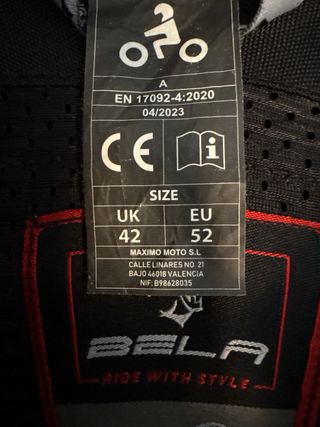 A
EN 17092-4:2020
04/2023
CE
i
SIZE
UK EU
42 52
MAXIMO MOTO S.L
CALLE LINARES NO. 21
BAJO 46018 VALENCIA
NIF: B98628035
BELA
RIDE WITH STYLE